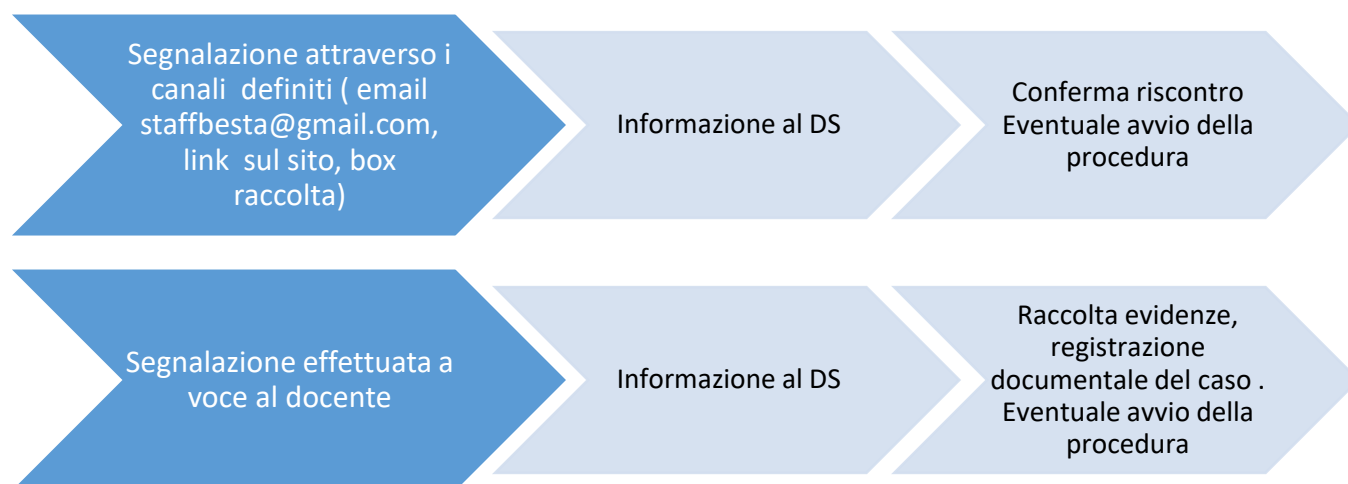 Segnalazione attraverso i
canali definiti ( email
staffbesta@gmail.com,
link sul sito, box
raccolta)
Informazione al DS
Conferma riscontro
Eventuale avvio della
procedura
Segnalazione effettuata a
voce al docente
Informazione al DS
Raccolta evidenze,
registrazione
documentale del caso .
Eventuale avvio della
procedura